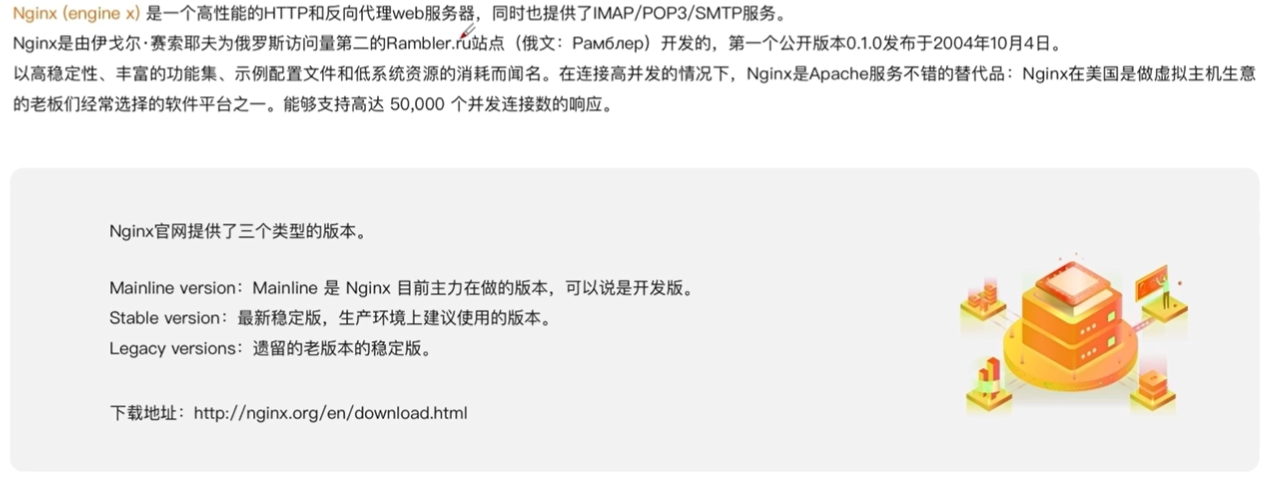 Nginx (engine x) 是一个高性能的HTTP和反向代理web服务器，同时也提供了IMAP/POP3/SMTP服务。
Nginx是由伊戈尔·赛索耶夫为俄罗斯访问量第二的Rambler.ru站点（俄文：Рамблер）开发的，第一个公开版本0.1.0发布于2004年10月4日。
以高稳定性、丰富的功能集、示例配置文件和低系统资源的消耗而闻名。在连接高并发的情况下，Nginx是Apache服务不错的替代品：Nginx在美国是做虚拟主机生意
的老板们经常选择的软件平台之一。能够支持高达 50,000 个并发连接数的响应。
Nginx官网提供了三个类型的版本。
Mainline version：Mainline 是 Nginx 目前主力在做的版本，可以说是开发版。
Stable version：最新稳定版，生产环境上建议使用的版本。
Legacy versions：遗留的老版本的稳定版。
下载地址：http://nginx.org/en/download.html